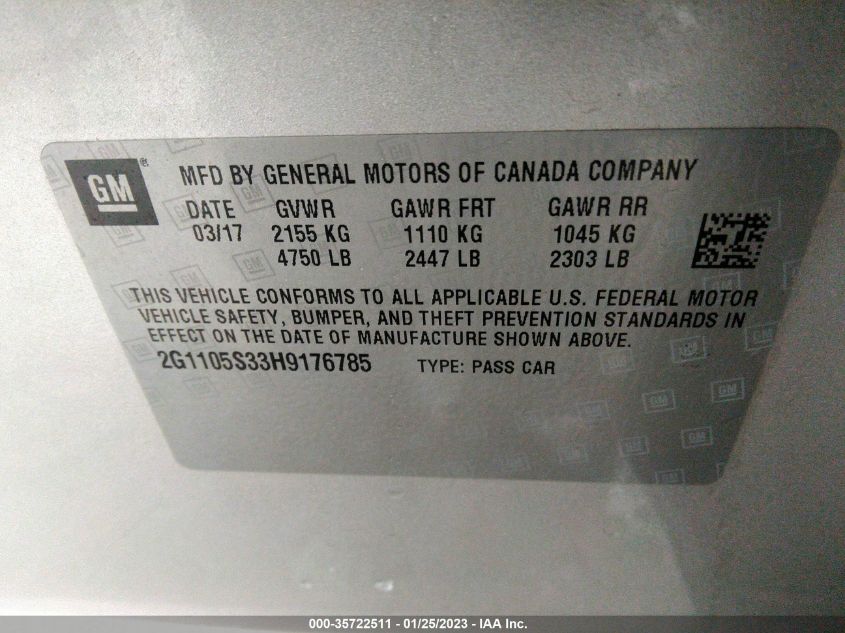 GM ®
MFD BY GENERAL MOTORS OF CANADA COMPANY
DATE GVWR GAWR FRT GAWR RR
03/17 2155 KG 1110 KG 1045 KG
4750 LB 2447 LB 2303 LB
THIS VEHICLE CONFORMS TO ALL APPLICABLE U.S. FEDERAL MOTOR
VEHICLE SAFETY, BUMPER, AND THEFT PREVENTION STANDARDS IN
EFFECT ON THE DATE OF MANUFACTURE SHOWN ABOVE.
2G1105S33H9176785 TYPE: PASS CAR
000-35722511 - 01/25/2023 - IAA Inc.